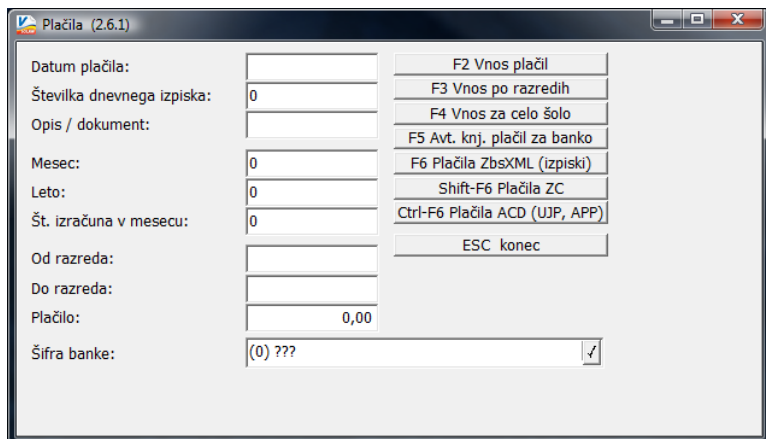 Plačila (2.6.1)
Datum plačila:
Številka dnevnega izpiska: 0
Opis / dokument:
Mesec: 0
Leto: 0
Št. izračuna v mesecu: 0
Od razreda:
Do razreda:
Plačilo: 0,00
Šifra banke: (0) ???
F2 Vnos plačil
F3 Vnos po razredih
F4 Vnos za celo šolo
F5 Avt. knj. plačil za banko
F6 Plačila ZbsXML (izpiski)
Shift-F6 Plačila ZC
Ctrl-F6 Plačila ACD (UJP, APP)
ESC konec